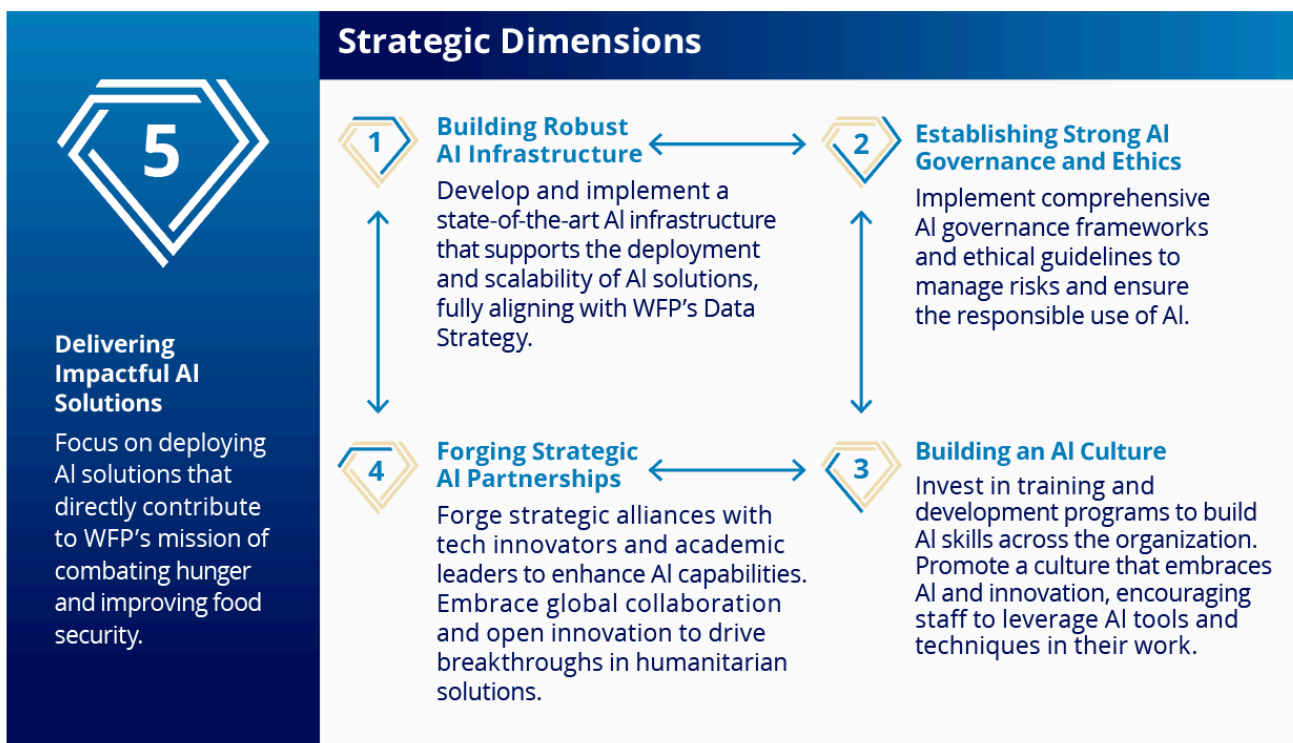 Strategic Dimensions
5
Delivering
Impactful AI
Solutions
Focus on deploying
AI solutions that
directly contribute
to WFP's mission of
combating hunger
and improving food
security.
1
Building Robust
AI Infrastructure
Develop and implement a
state-of-the-art AI infrastructure
that supports the deployment
and scalability of AI solutions,
fully aligning with WFP's Data
Strategy.
2
Establishing Strong AI
Governance and Ethics
Implement comprehensive
AI governance frameworks
and ethical guidelines to
manage risks and ensure
the responsible use of AI.
4
Forging Strategic
AI Partnerships
Forge strategic alliances with
tech innovators and academic
leaders to enhance AI capabilities.
Embrace global collaboration
and open innovation to drive
breakthroughs in humanitarian
solutions.
3
Building an AI Culture
Invest in training and
development programs to build
AI skills across the organization.
Promote a culture that embraces
AI and innovation, encouraging
staff to leverage AI tools and
techniques in their work.